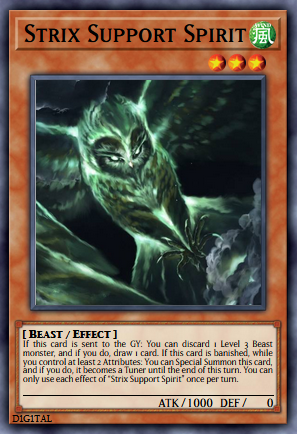 STRIX SUPPORT SPIRIT
WIND
風
[ BEAST / EFFECT ]
If this card is sent to the GY: You can discard 1 Level 3 Beast
monster, and if you do, draw 1 card. If this card is banished, while
you control at least 2 Attributes: You can Special Summon this card,
and if you do, it becomes a Tuner until the end of this turn. You can
only use each effect of "Strix Support Spirit" once per turn.
ATK / 1000 DEF / 0
D1G1TAL